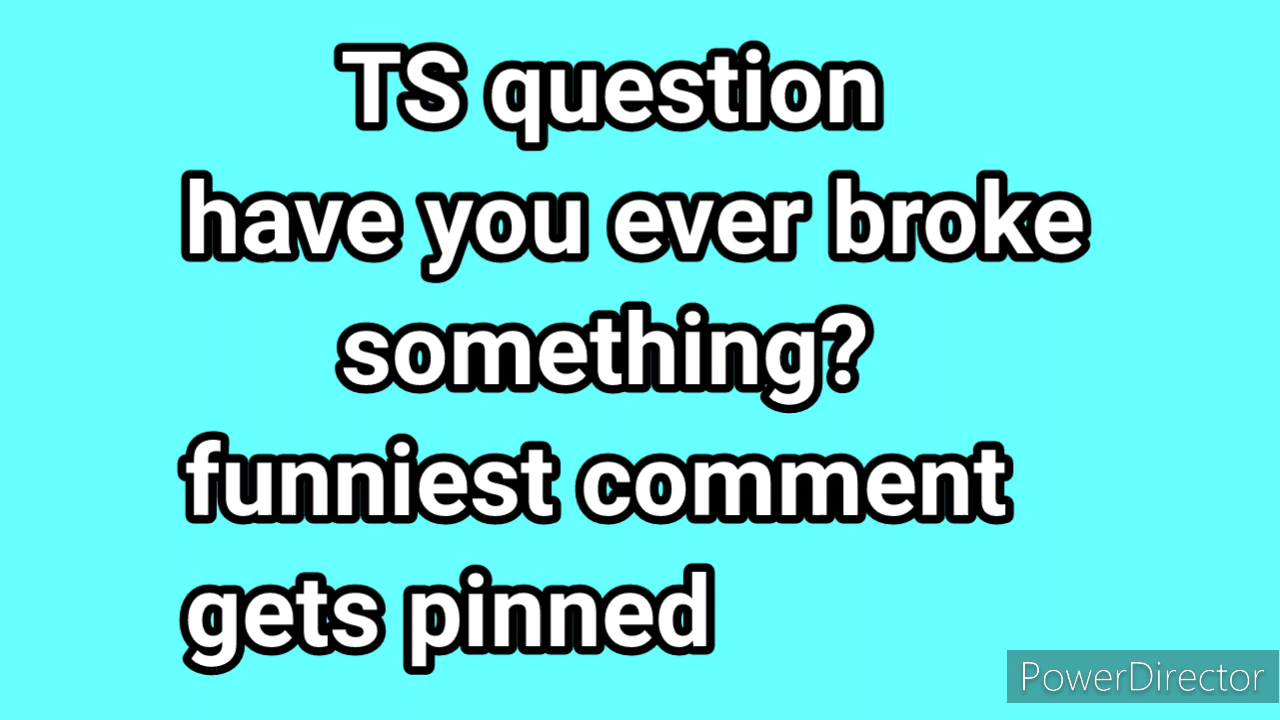 TS question
have you ever broke
something?
funniest comment
gets pinned
PowerDirector